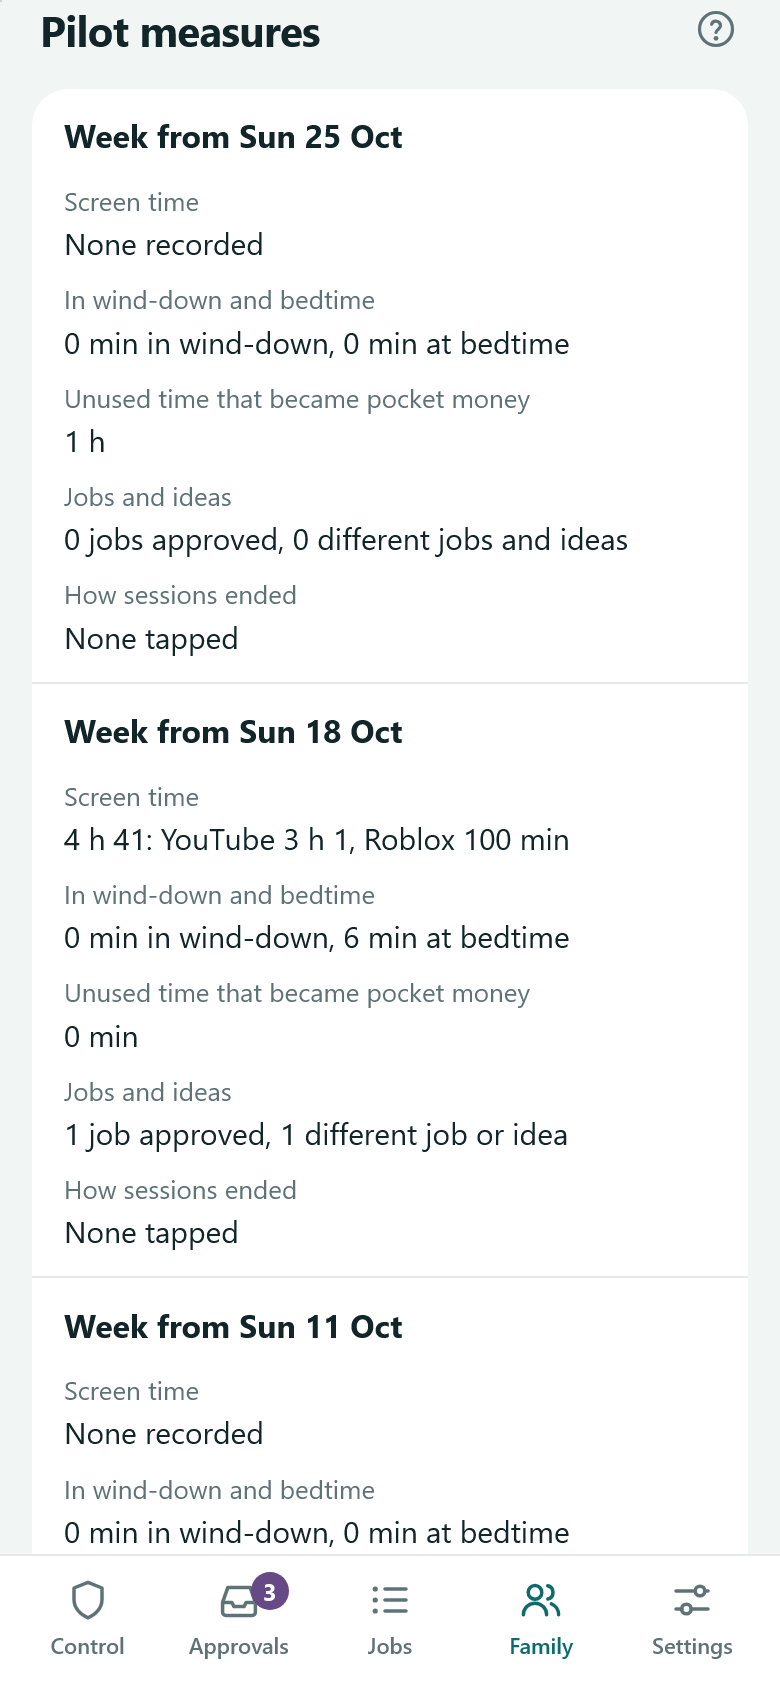 Pilot measures
Week from Sun 25 Oct
Screen time
None recorded
In wind-down and bedtime
0 min in wind-down, 0 min at bedtime
Unused time that became pocket money
1 h
Jobs and ideas
0 jobs approved, 0 different jobs and ideas
How sessions ended
None tapped
Week from Sun 18 Oct
Screen time
4 h 41: YouTube 3 h 1, Roblox 100 min
In wind-down and bedtime
0 min in wind-down, 6 min at bedtime
Unused time that became pocket money
0 min
Jobs and ideas
1 job approved, 1 different job or idea
How sessions ended
None tapped
Week from Sun 11 Oct
Screen time
None recorded
In wind-down and bedtime
0 min in wind-down, 0 min at bedtime
3
Control
Approvals
Jobs
Family
Settings